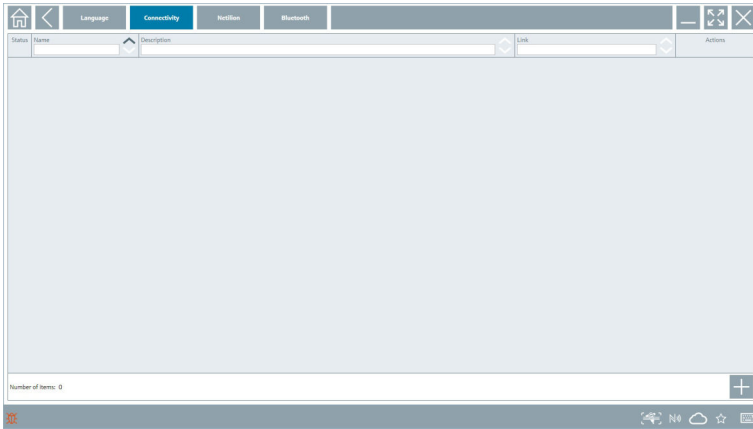 Language
Connectivity
Netilion
Bluetooth
Status
Name
Description
Link
Actions
Number of items: 0
N